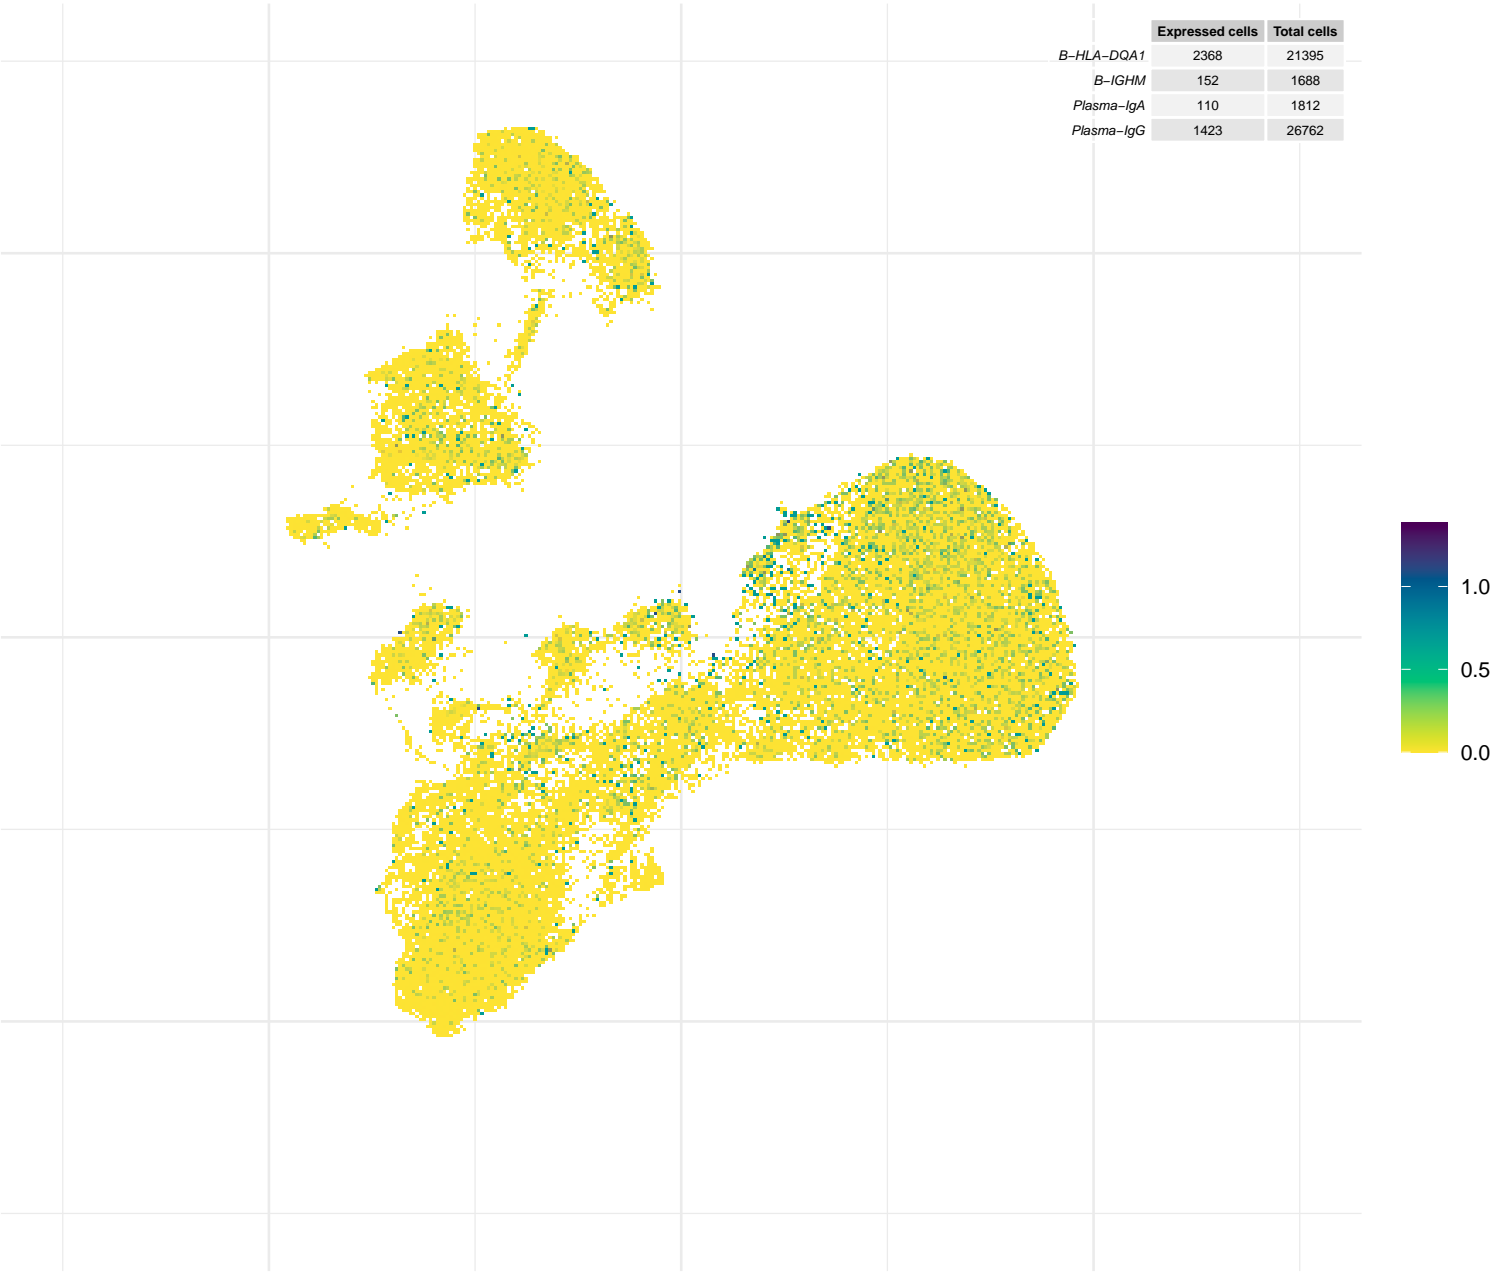 Expressed cells Total cells
B−HLA−DQA1 2368 21395
B−IGHM 152 1688
Plasma−IgA 110 1812
Plasma−IgG 1423 26762
1.0
0.5
0.0